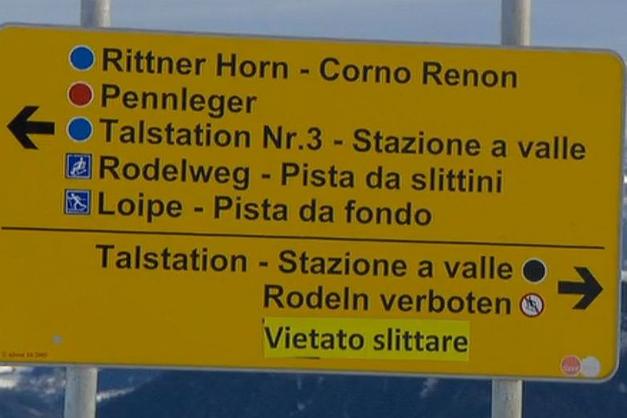 Rittner Horn - Corno Renon
Pennleger
Talstation Nr.3 - Stazione a valle
Rodelweg - Pista da slittini
Loipe - Pista da fondo
Talstation - Stazione a valle
Rodeln verboten
Vietato slittare